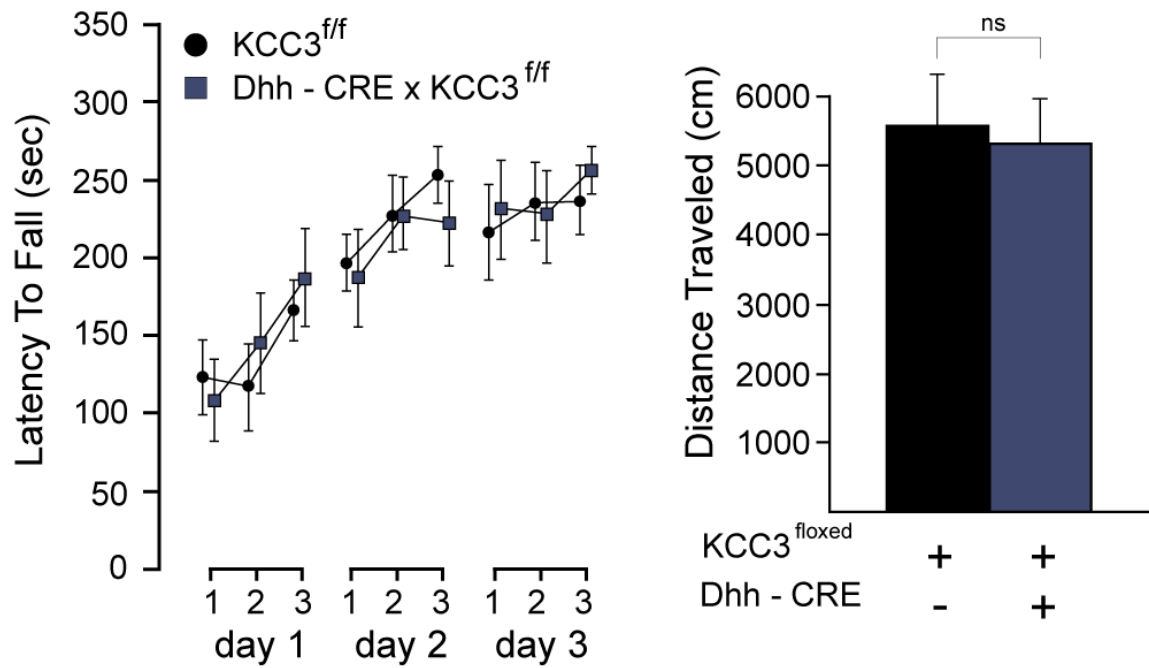 350
300
250
200
150
100
50
0
Latency To Fall (sec)
KCC3f/f
Dhh - CRE x KCC3f/f
1 2 3 1 2 3 1 2 3
day 1 day 2 day 3
ns
6000
5000
4000
3000
2000
1000
Distance Traveled (cm)
KCC3floxed + +
Dhh - CRE - +